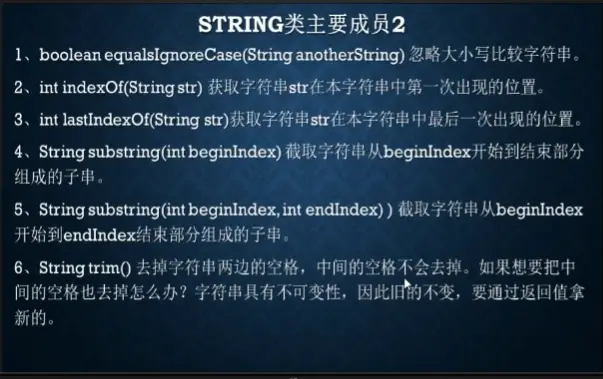 STRING类主要成员2
1、boolean equalsIgnoreCase(String anotherString) 忽略大小写比较字符串。
2、int indexOf(String str) 获取字符串str在本字符串中第一次出现的位置。
3、int lastIndexOf(String str)获取字符串str在本字符串中最后一次出现的位置。
4、String substring(int beginIndex) 截取字符串从beginIndex开始到结束部分
组成的子串。
5、String substring(int beginIndex, int endIndex) ) 截取字符串从beginIndex
开始到endIndex结束部分组成的子串。
6、String trim() 去掉字符串两边的空格，中间的空格不会去掉。如果想要把中
间的空格也去掉怎么办？字符串具有不可变性，因此旧的不变，要通过返回值拿
新的。